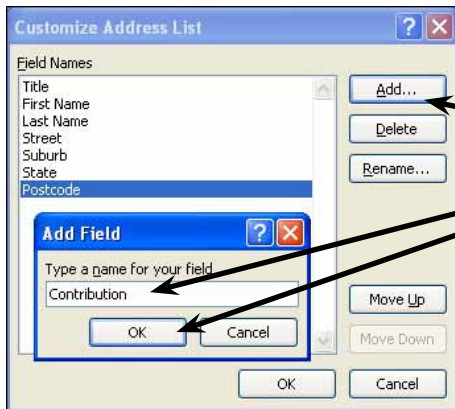 Customize Address List
Field Names
Title
First Name
Last Name
Street
Suburb
State
Postcode
Add...
Delete
Rename...
Add Field
Type a name for your field
Contribution
OK
Cancel
Move Up
Move Down
OK
Cancel